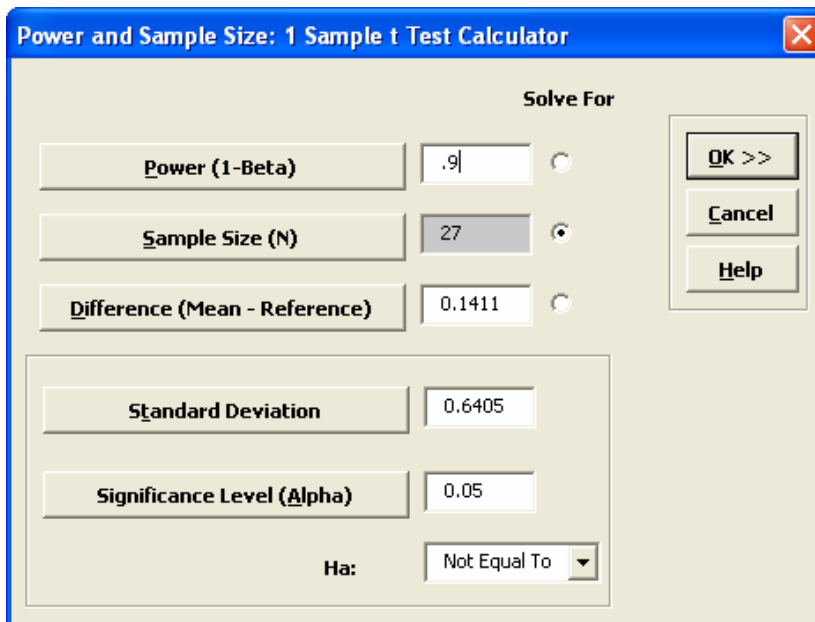 Power and Sample Size: 1 Sample t Test Calculator
Solve For
Power (1-Beta)
.9
Sample Size (N)
27
Difference (Mean - Reference)
0.1411
Standard Deviation
0.6405
Significance Level (Alpha)
0.05
Ha:
Not Equal To
OK >>
Cancel
Help